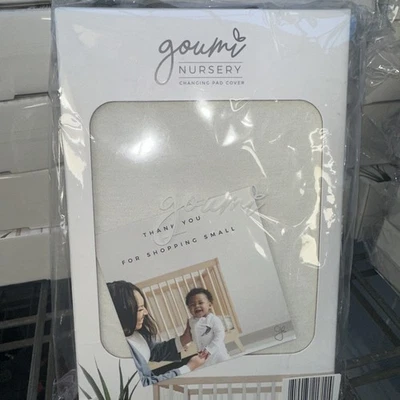 goumi
NURSERY
CHANGING PAD COVER
goumi
THANK YOU
FOR SHOPPING SMALL